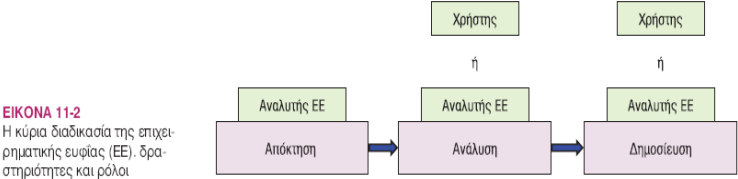 Χρήστης Χρήστης
ή ή
Αναλυτής ΕΕ Αναλυτής ΕΕ Αναλυτής ΕΕ
Απόκτηση Ανάλυση Δημοσίευση
ΕΙΚΟΝΑ 11-2
Η κύρια διαδικασία της επιχει-
ρηματικής ευφΐας (ΕΕ). δρα-
στηριότητες και ρόλοι